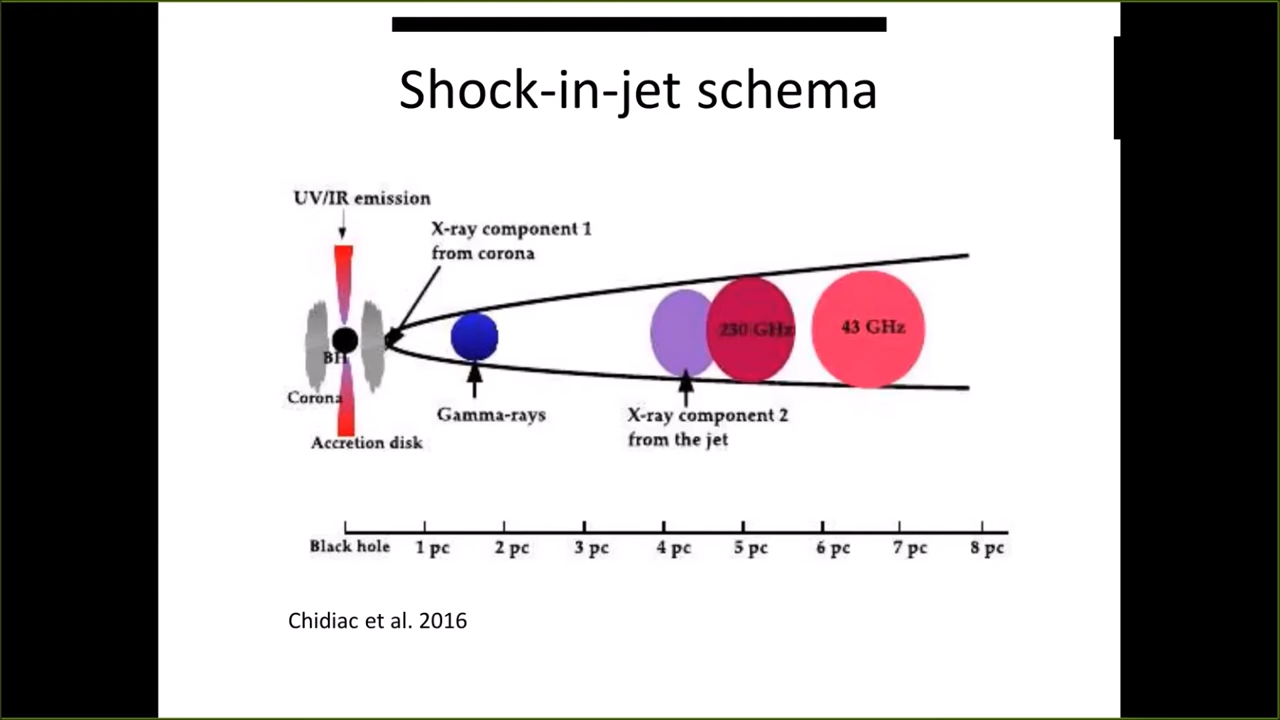 Shock-in-jet schema
UV/IR emission
X-ray component 1
from corona
BH
230 GHz
43 GHz
Corona
Gamma-rays
X-ray component 2
from the jet
Accretion disk
Black hole
1 pc
2 pc
3 pc
4 pc
5 pc
6 pc
7 pc
8 pc
Chidiac et al. 2016